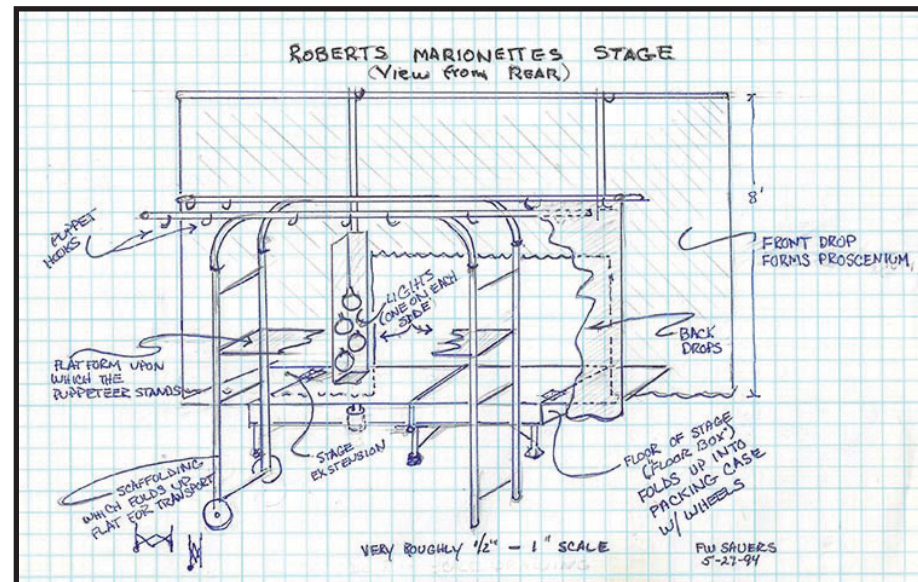 ROBERTS MARIONETTES STAGE
(View from REAR)
8'
PUPPET
HOOKS
FRONT DROP
FORMS PROSCENIUM
LIGHTS
(ONE ON EACH
SIDE)
BACK
DROPS
PLATFORM UPON
WHICH THE
PUPPETEER STANDS
STAGE
EXSTENSION
FLOOR OF STAGE
("FLOOR BOX")
FOLDS UP INTO
PACKING CASE
W/ WHEELS
SCAFFOLDING
WHICH FOLDS UP
FLAT FOR TRANSPORT
VERY ROUGHLY 1/2" - 1" SCALE
FW SAUERS
5-27-94